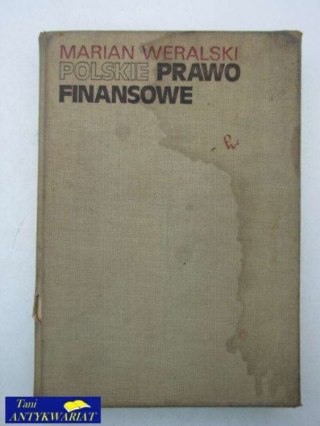 MARIAN WERALSKI
POLSKIE PRAWO
FINANSOWE
Tani
ANTYKWARIAT